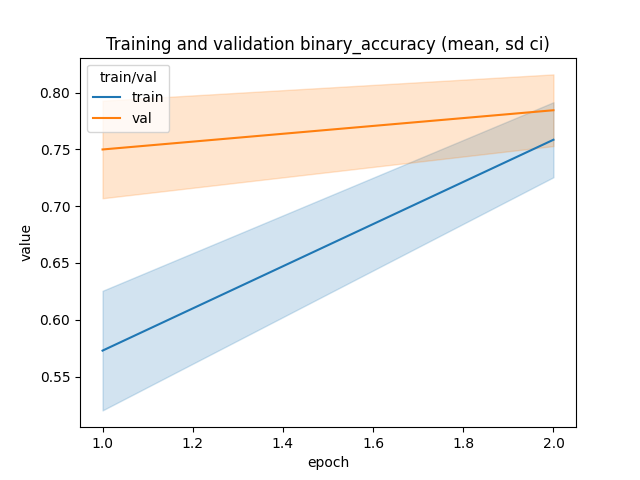 Training and validation binary_accuracy (mean, sd ci)
train/val
train
val
0.80
0.75
0.70
0.65
0.60
0.55
value
1.0 1.2 1.4 1.6 1.8 2.0
epoch